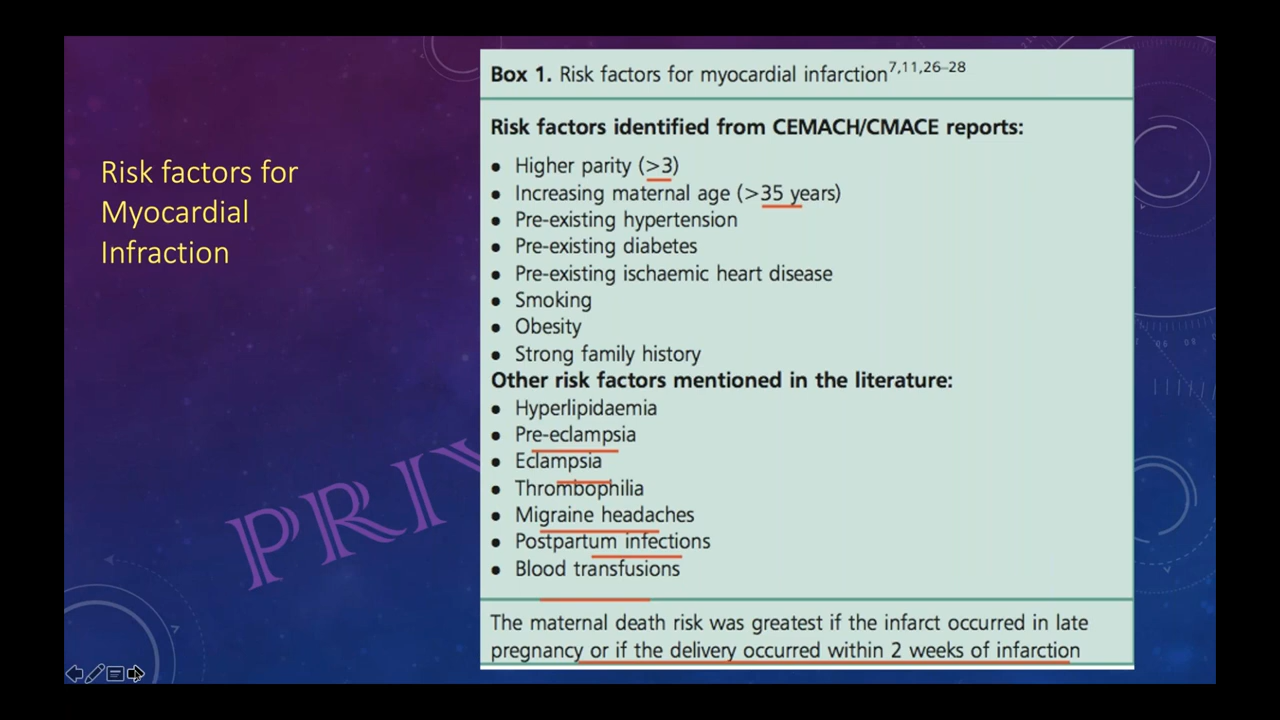 Risk factors for
Myocardial
Infraction
PRIV
Box 1. Risk factors for myocardial infarction7,11,26–28
Risk factors identified from CEMACH/CMACE reports:
• Higher parity (>3)
• Increasing maternal age (>35 years)
• Pre-existing hypertension
• Pre-existing diabetes
• Pre-existing ischaemic heart disease
• Smoking
• Obesity
• Strong family history
Other risk factors mentioned in the literature:
• Hyperlipidaemia
• Pre-eclampsia
• Eclampsia
• Thrombophilia
• Migraine headaches
• Postpartum infections
• Blood transfusions
The maternal death risk was greatest if the infarct occurred in late
pregnancy or if the delivery occurred within 2 weeks of infarction